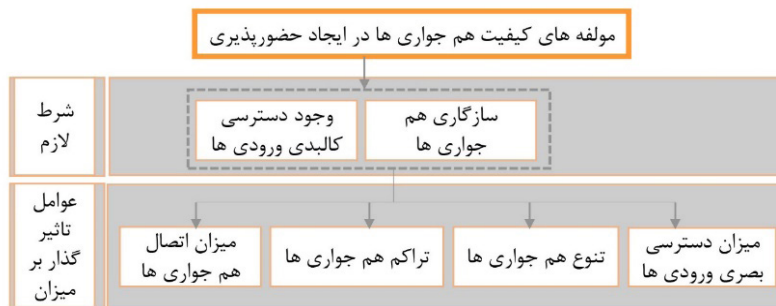 مولفه های کیفیت هم جواری ها در ایجاد حضورپذیری
شرط
لازم
سازگاری هم
جواری ها
وجود دسترسی
کالبدی ورودی ها
عوامل
تاثیر
گذار بر
میزان
میزان دسترسی
بصری ورودی ها
تنوع هم جواری ها
تراکم هم جواری ها
میزان اتصال
هم جواری ها